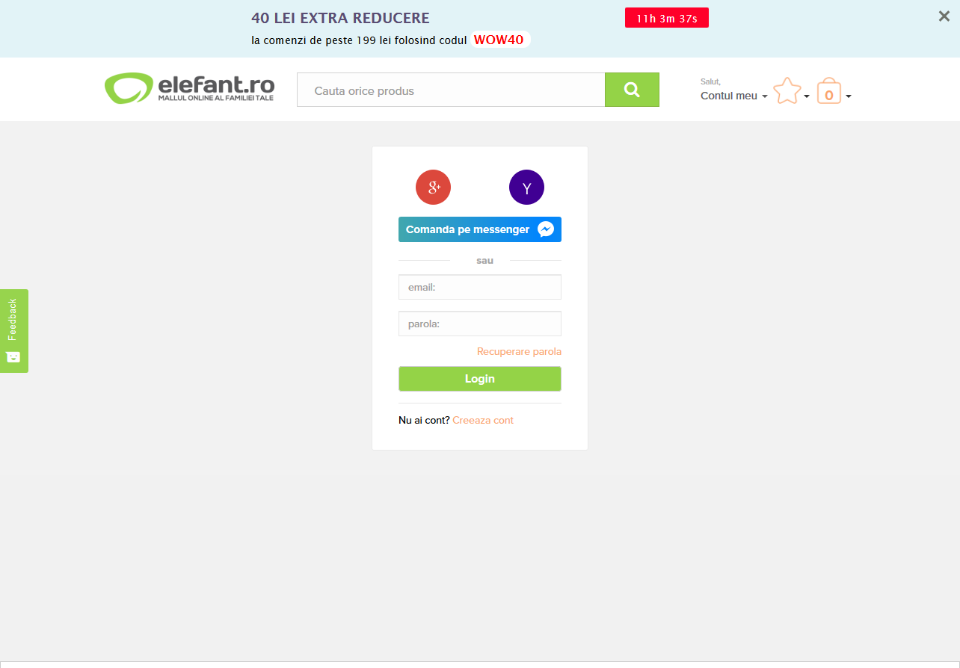 40 LEI EXTRA REDUCERE
la comenzi de peste 199 lei folosind codul WOW40
11h 3m 37s
elefant.ro
MALLUL ONLINE AL FAMILIEI TALE
Cauta orice produs
Salut,
Contul meu
0
g+
Y
Comanda pe messenger
sau
email:
parola:
Recuperare parola
Login
Nu ai cont? Creeaza cont
Feedback